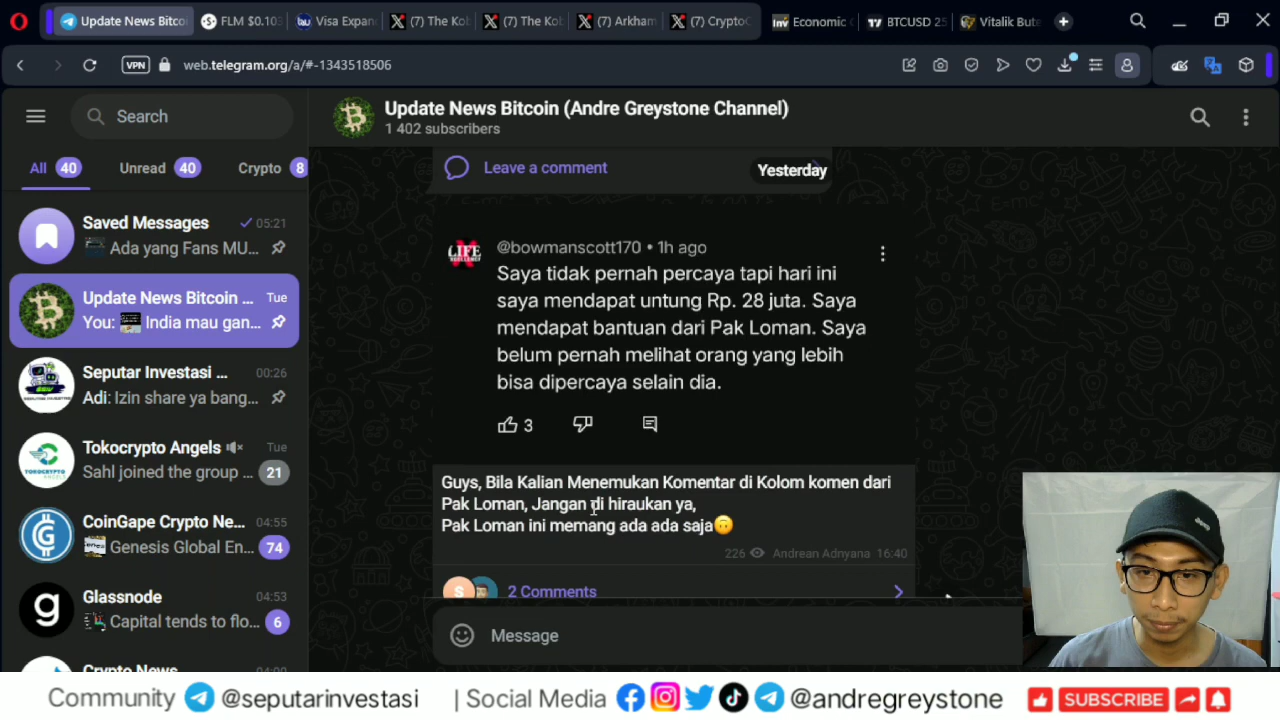 Update News Bitcoi
FLM $0.103
Visa Expan
(7) The Kob
(7) The Kob
(7) Arkham
(7) CryptoC
Economic C
BTCUSD 25
Vitalik Bute
VPN
web.telegram.org/a/#-1343518506
Search
All 40
Unread 40
Crypto 8
Saved Messages 05:21
Ada yang Fans MU...
Update News Bitcoin ... Tue
You: India mau gan...
Seputar Investasi ... 00:26
Adi: Izin share ya bang...
Tokocrypto Angels Tue
Sahl joined the group ... 21
CoinGape Crypto Ne... 04:55
Genesis Global En... 74
Glassnode 04:53
Capital tends to flo... 6
Crypto News
Update News Bitcoin (Andre Greystone Channel)
1 402 subscribers
Leave a comment
Yesterday
LIFE
@bowmanscott170 • 1h ago
Saya tidak pernah percaya tapi hari ini
saya mendapat untung Rp. 28 juta. Saya
mendapat bantuan dari Pak Loman. Saya
belum pernah melihat orang yang lebih
bisa dipercaya selain dia.
3
Guys, Bila Kalian Menemukan Komentar di Kolom komen dari
Pak Loman, Jangan di hiraukan ya,
Pak Loman ini memang ada ada saja🙃
226 Andrean Adnyana 16:40
S
2 Comments
Message
Community @seputarinvestasi | Social Media @andregreystone SUBSCRIBE